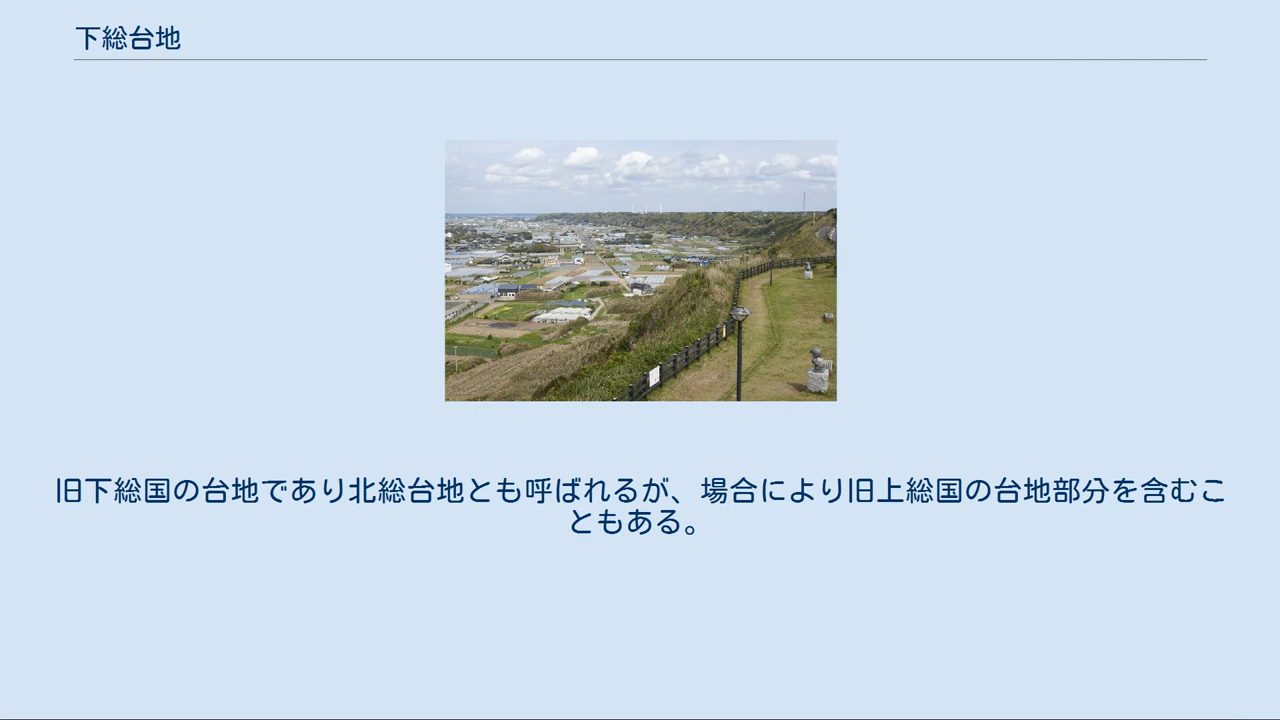 下総台地
旧下総国の台地であり北総台地とも呼ばれるが、場合により旧上総国の台地部分を含むこ
ともある。